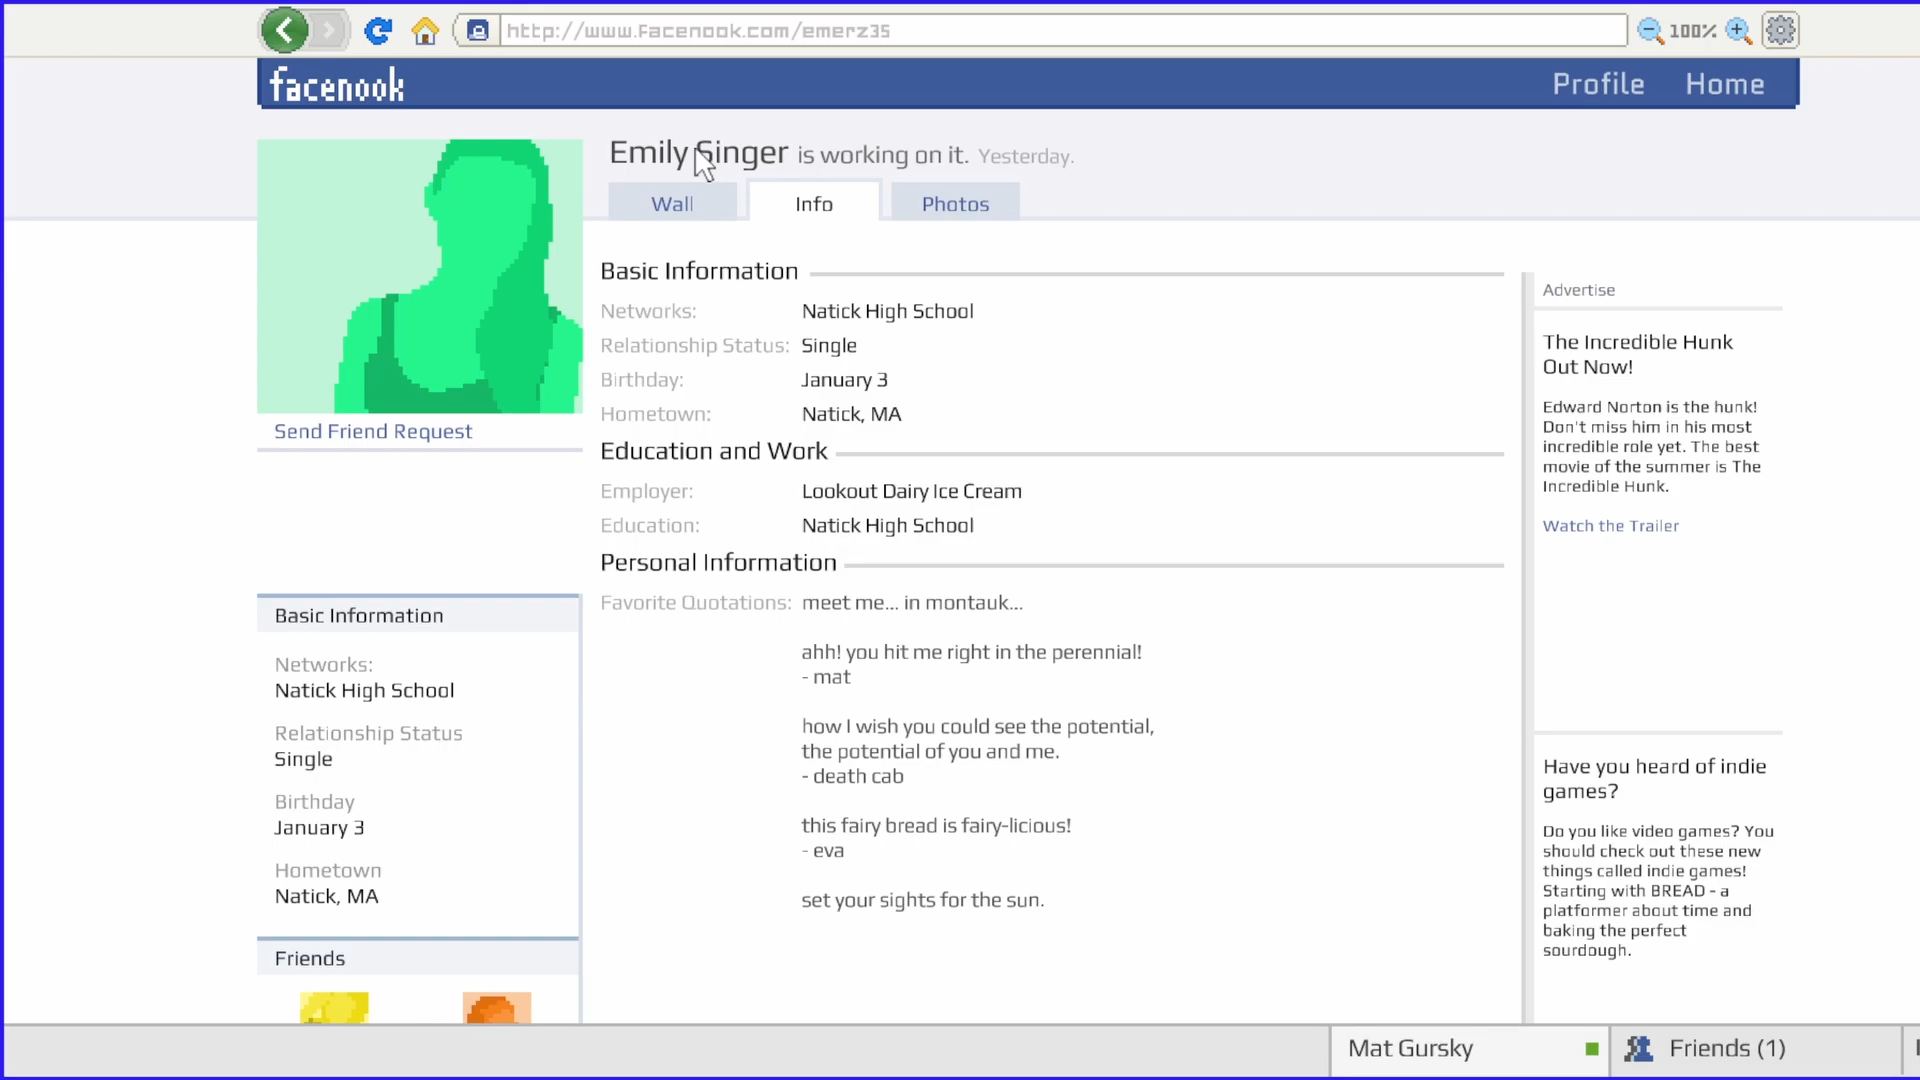 http://www.facenook.com/emerz35
100%
facenook
Profile
Home
Emily Singer is working on it. Yesterday.
Wall
Info
Photos
Send Friend Request
Basic Information
Networks:
Natick High School
Relationship Status
Single
Birthday
January 3
Hometown
Natick, MA
Friends
Basic Information
Networks: Natick High School
Relationship Status: Single
Birthday: January 3
Hometown: Natick, MA
Education and Work
Employer: Lookout Dairy Ice Cream
Education: Natick High School
Personal Information
Favorite Quotations: meet me... in montauk...
ahh! you hit me right in the perennial!
- mat
how I wish you could see the potential,
the potential of you and me.
- death cab
this fairy bread is fairy-licious!
- eva
set your sights for the sun.
Advertise
The Incredible Hunk
Out Now!
Edward Norton is the hunk!
Don't miss him in his most
incredible role yet. The best
movie of the summer is The
Incredible Hunk.
Watch the Trailer
Have you heard of indie
games?
Do you like video games? You
should check out these new
things called indie games!
Starting with BREAD - a
platformer about time and
baking the perfect
sourdough.
Mat Gursky
Friends (1)